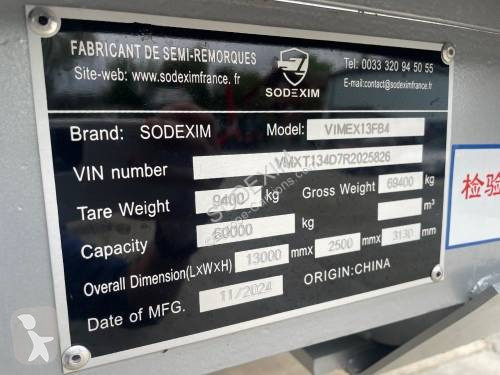 FABRICANT DE SEMI-REMORQUES
Site-web: www.sodeximfrance.fr
SODEXIM
Tel: 0033 320 94 50 55
E-mail:contact@sodeximfrance.fr
Brand: SODEXIM Model: VIMEX13FB4
VIN number VMXT134D7R2025826
Tare Weight 9400 kg Gross Weight 69400 kg
Capacity 60000 kg m³
Overall Dimension(L×W×H) 13000 mmX 2500 mmX 3130 mm
Date of MFG. 11/2024 ORIGIN:CHINA
检验
SODEXIM